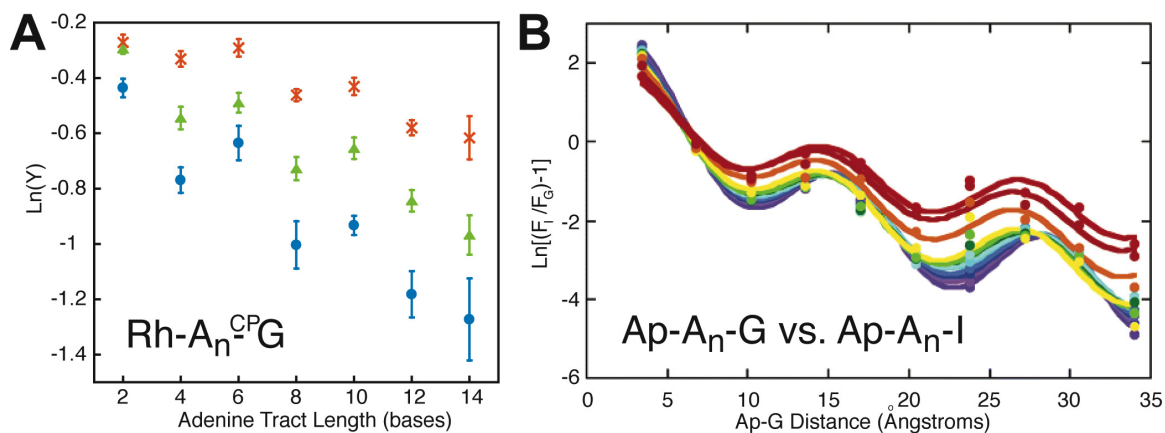 A
-0.2
-0.4
-0.6
-0.8
-1
-1.2
-1.4
Ln(Y)
Rh-Aₙ-ᶜᴾG
2 4 6 8 10 12 14
Adenine Tract Length (bases)
B
2
0
-2
-4
-6
Ln[(F_I /F_G)-1]
Ap-Aₙ-G vs. Ap-Aₙ-I
0 5 10 15 20 25 30 35
Ap-G Distance (Ångstroms)